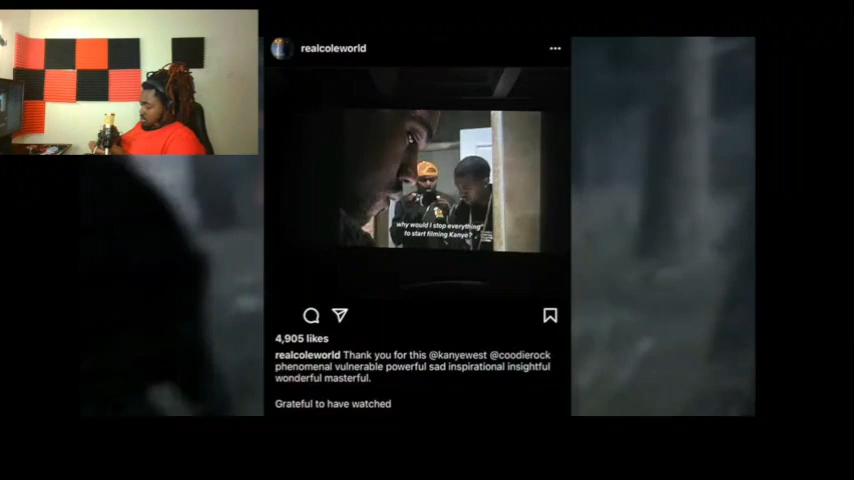 realcoleworld
why would I stop everything
to start filming Kanye?
4,905 likes
realcoleworld Thank you for this @kanyewest @coodierock
phenomenal vulnerable powerful sad inspirational insightful
wonderful masterful.
Grateful to have watched